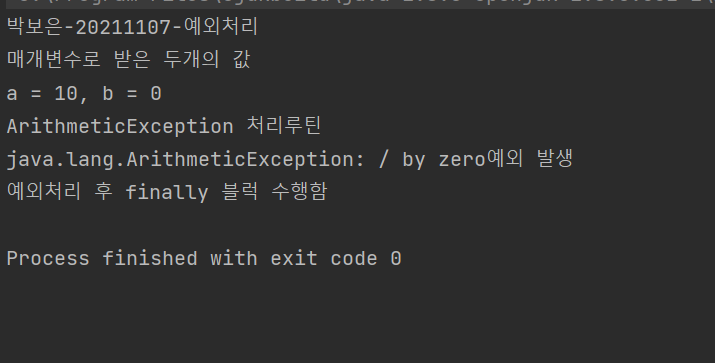 박보은-20211107-예외처리
매개변수로 받은 두개의 값
a = 10, b = 0
ArithmeticException 처리루틴
java.lang.ArithmeticException: / by zero예외 발생
예외처리 후 finally 블럭 수행함
Process finished with exit code 0